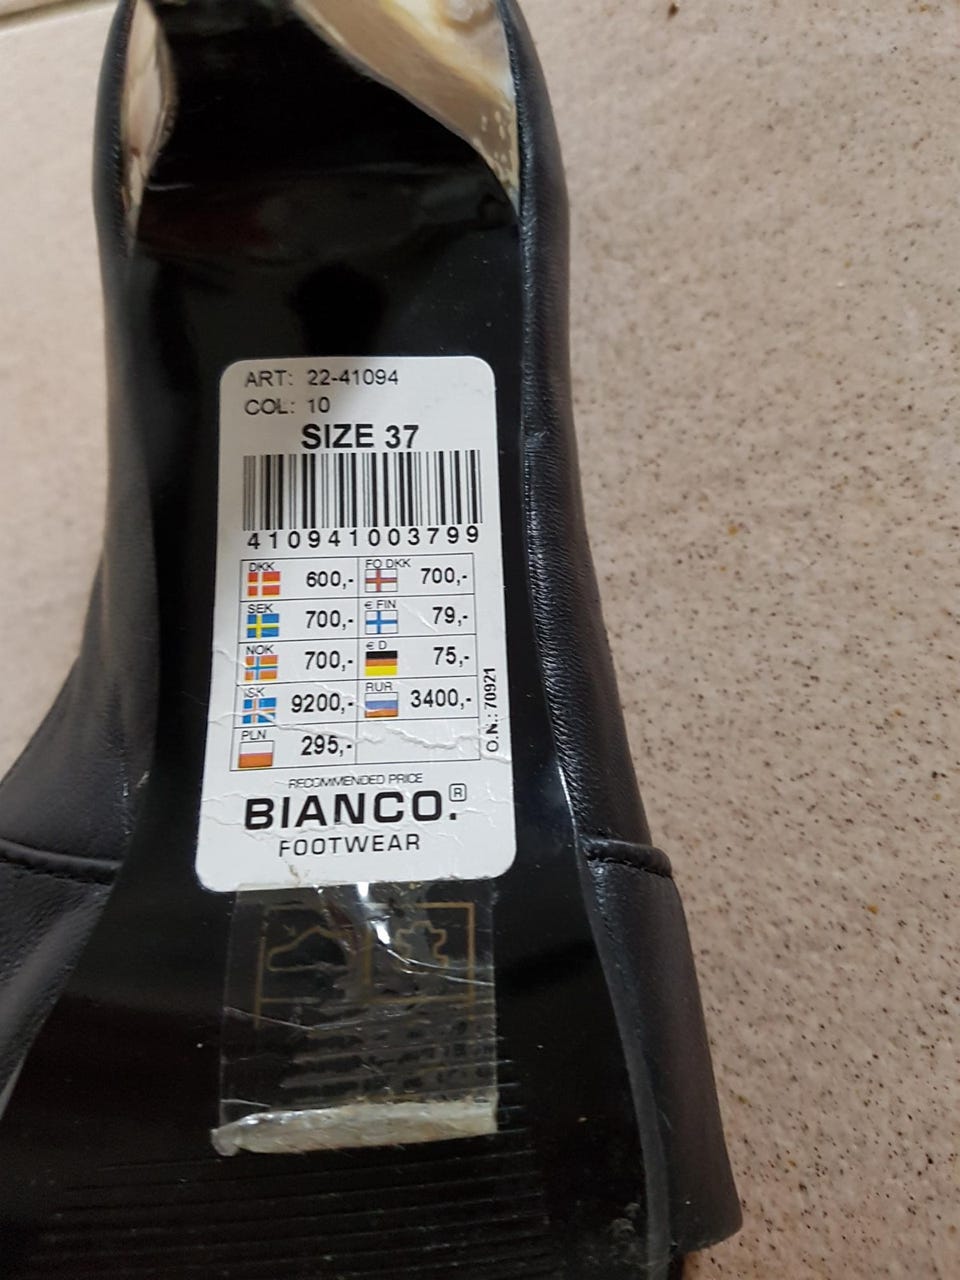 ART: 22-41094
COL: 10
SIZE 37
410941003799
DKK 600,- FO DKK 700,-
SEK 700,- € FIN 79,-
NOK 700,- € D 75,-
ISK 9200,- RUR 3400,-
PLN 295,-
O.N.: 70921
RECOMMENDED PRICE
BIANCO.®
FOOTWEAR